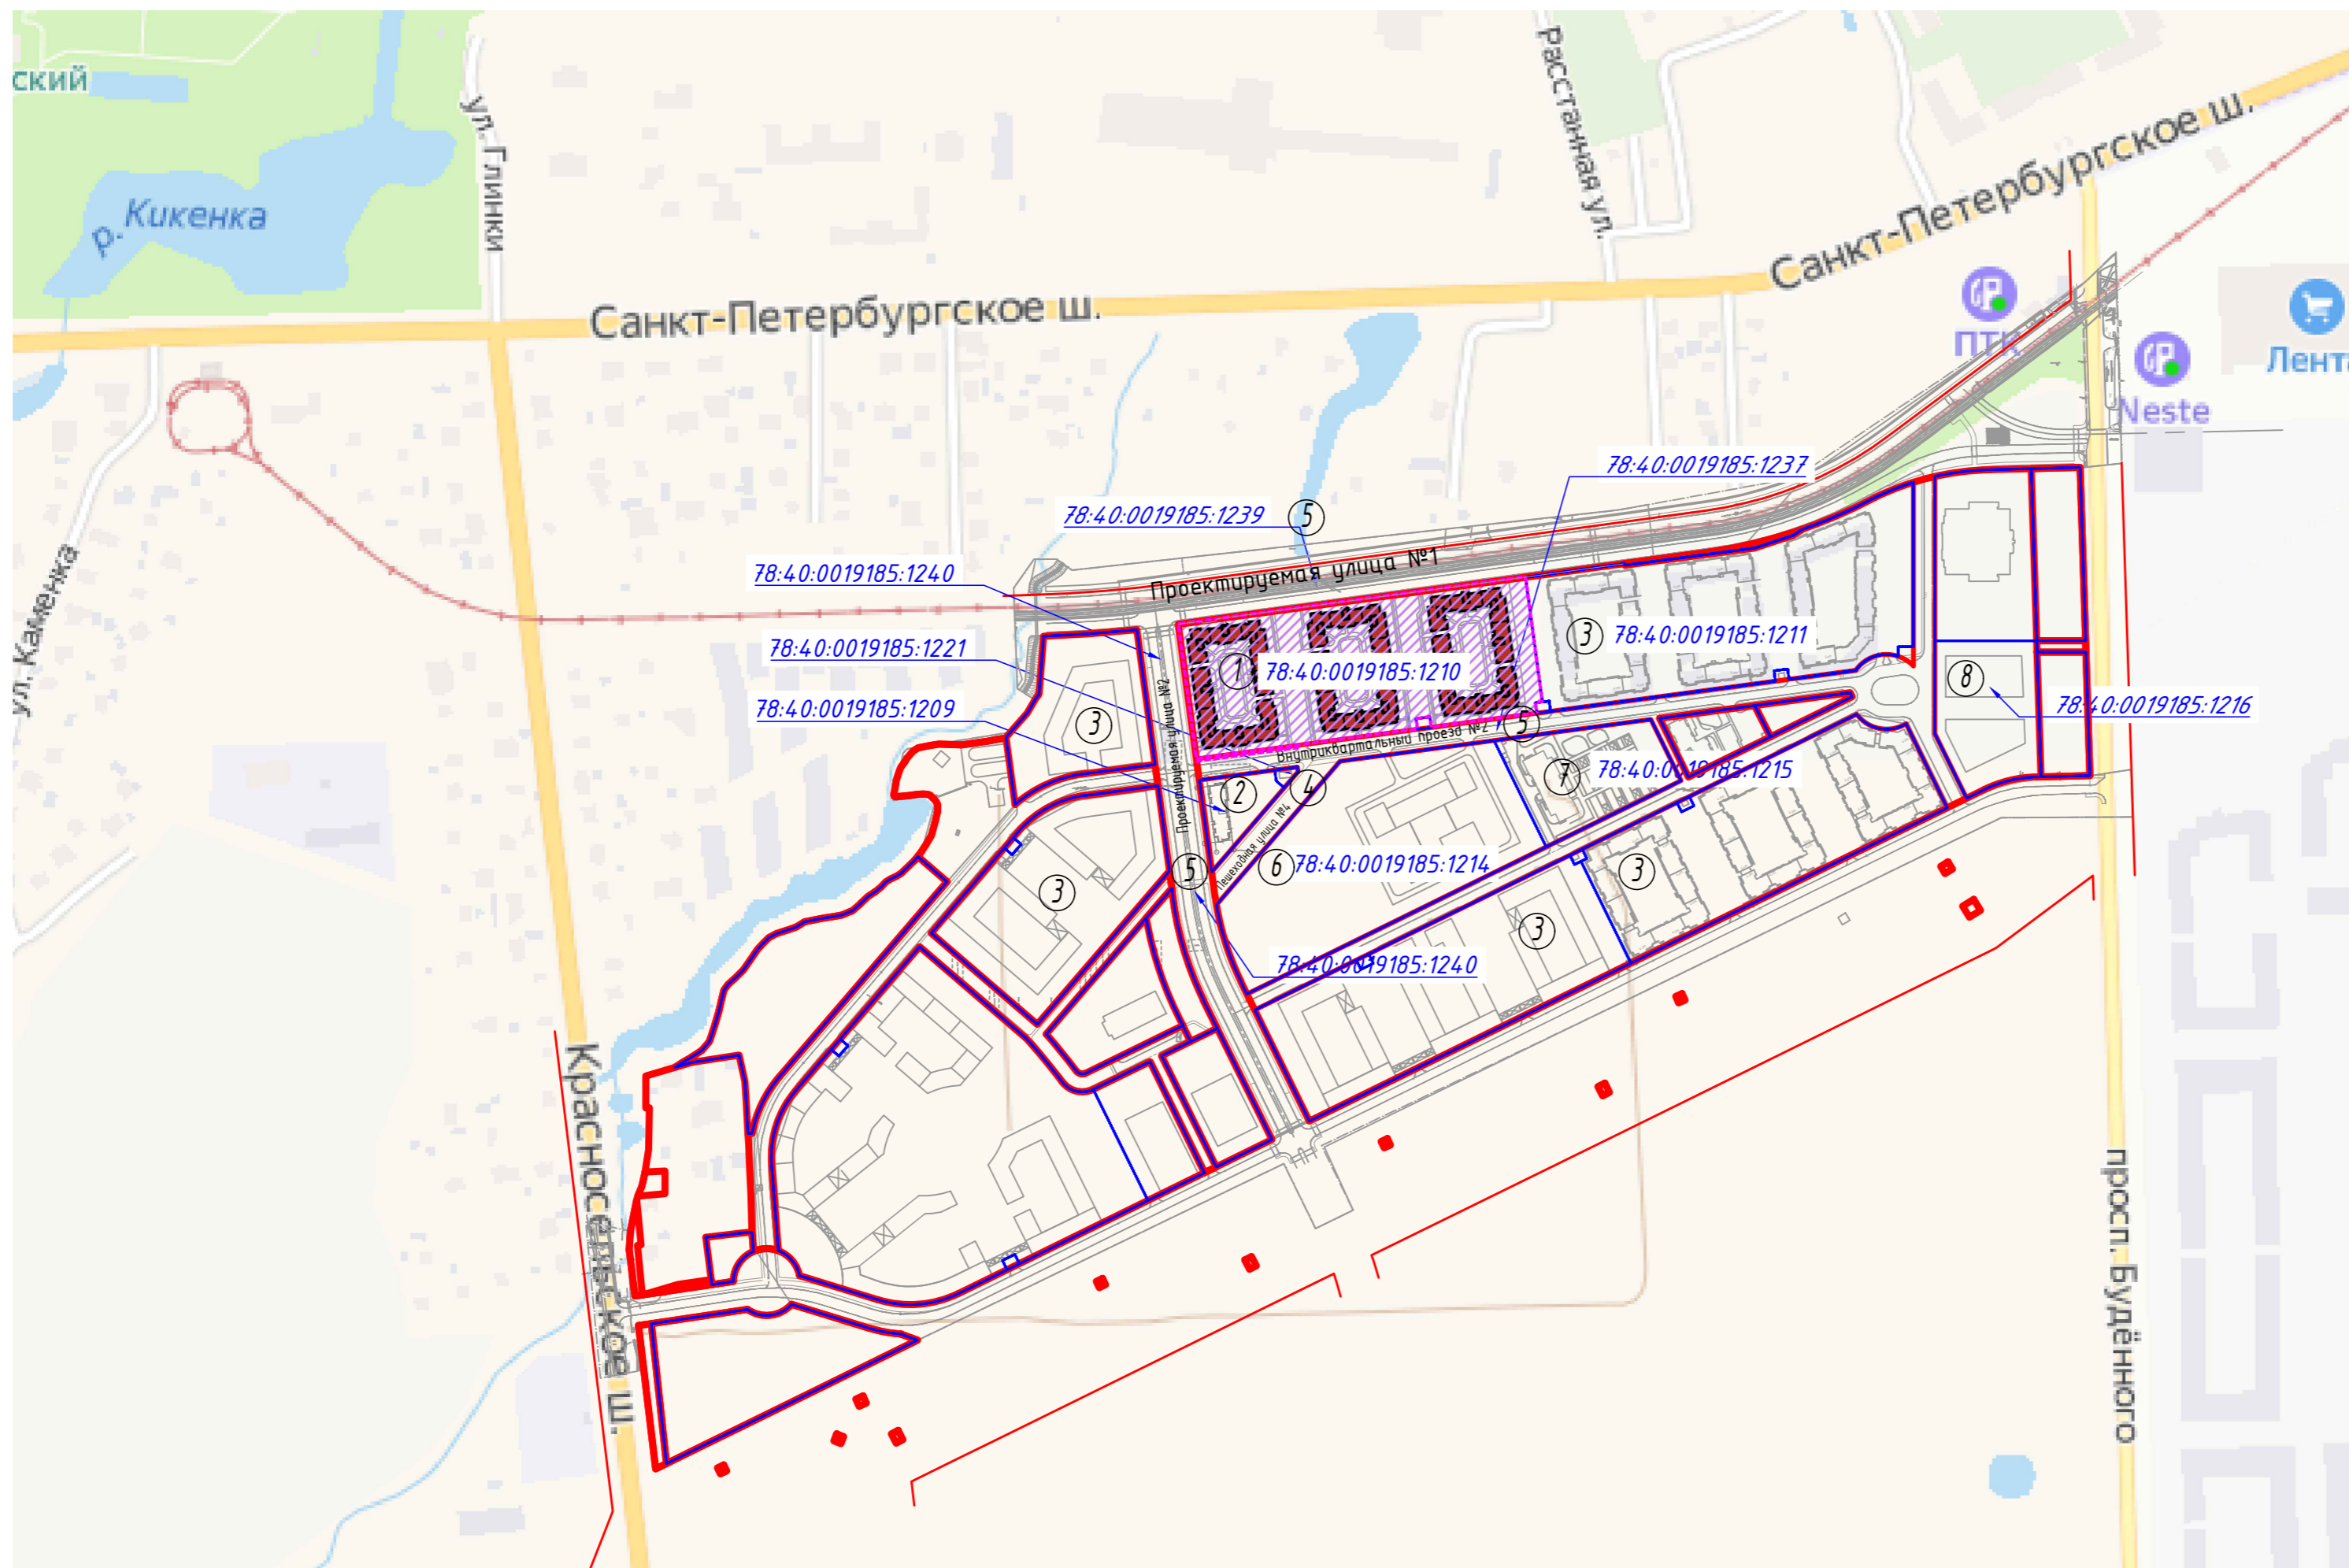 ский
ул. Глинки
р. Кикенка
Расстанная ул.
Санкт-Петербургское ш.
Санкт-Петербургское ш.
ПТК
Neste
Лента
ул. Каменка
78:40:0019185:1237
78:40:0019185:1239
5
Проектируемая улица №1
78:40:0019185:1240
78:40:0019185:1221
78:40:0019185:1209
1
78:40:0019185:1210
3
78:40:0019185:1211
8
78:40:0019185:1216
3
Проектируемая улица №2
Внутриквартальный проезд №2
5
2
4
7
78:40:0019185:1215
Пешеходная улица №4
5
6
78:40:0019185:1214
3
3
3
78:40:0019185:1240
Красносельское ш.
просп. Будённого